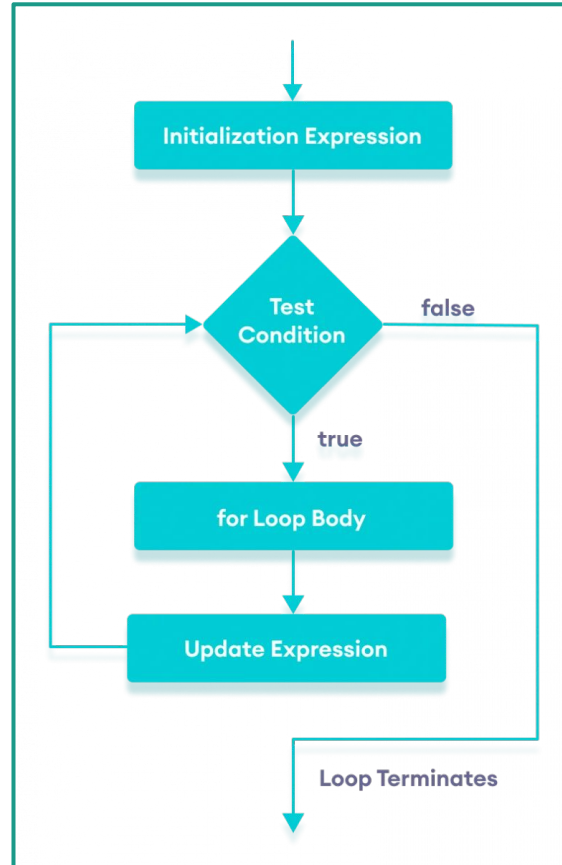 Initialization Expression
Test
Condition
false
true
for Loop Body
Update Expression
Loop Terminates